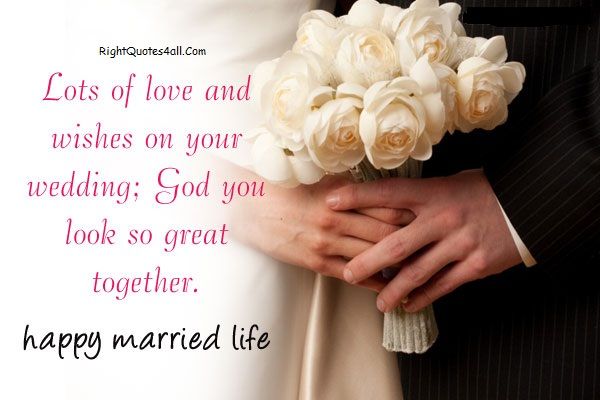 RightQuotes4all.Com
Lots of love and
wishes on your
wedding; God you
look so great
together.
happy married life